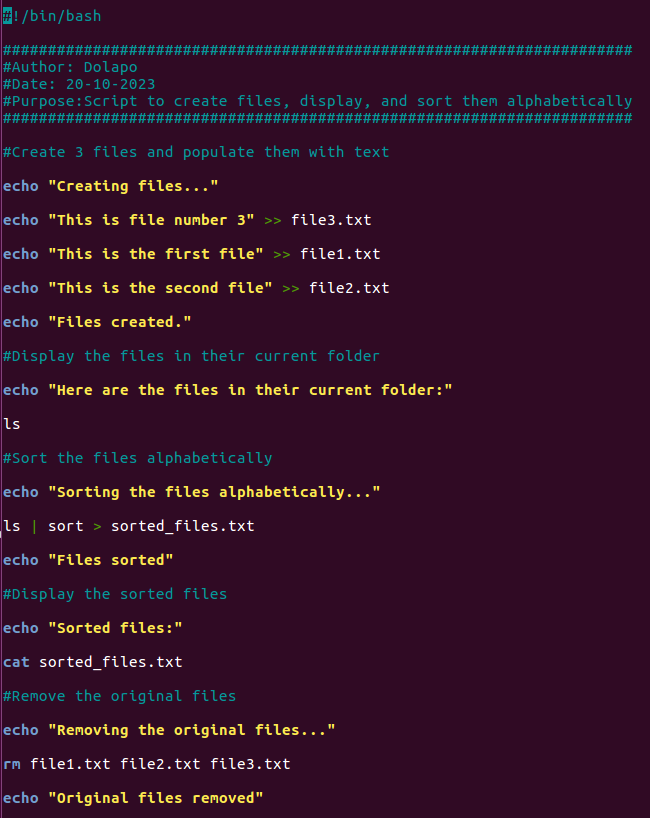 #!/bin/bash
######################################################################
#Author: Dolapo
#Date: 20-10-2023
#Purpose:Script to create files, display, and sort them alphabetically
######################################################################
#Create 3 files and populate them with text
echo "Creating files..."
echo "This is file number 3" >> file3.txt
echo "This is the first file" >> file1.txt
echo "This is the second file" >> file2.txt
echo "Files created."
#Display the files in their current folder
echo "Here are the files in their current folder:"
ls
#Sort the files alphabetically
echo "Sorting the files alphabetically..."
ls | sort > sorted_files.txt
echo "Files sorted"
#Display the sorted files
echo "Sorted files:"
cat sorted_files.txt
#Remove the original files
echo "Removing the original files..."
rm file1.txt file2.txt file3.txt
echo "Original files removed"